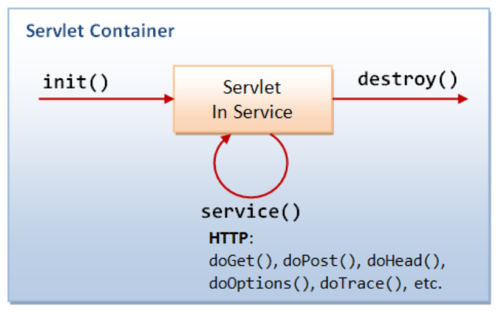 Servlet Container
init()
Servlet
In Service
destroy()
service()
HTTP:
doGet(), doPost(), doHead(),
doOptions(), doTrace(), etc.